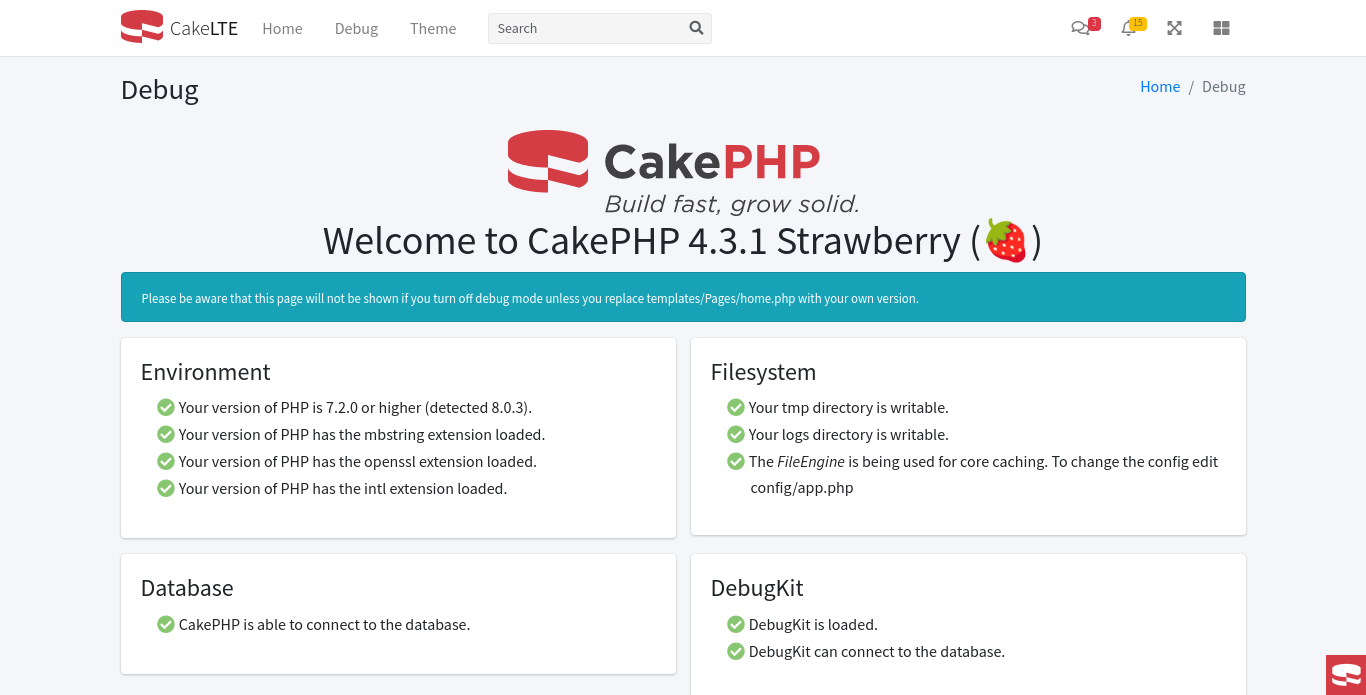 CakeLTE Home Debug Theme Search 3 15
Debug
Home / Debug
CakePHP
Build fast, grow solid.
Welcome to CakePHP 4.3.1 Strawberry (🍓)
Please be aware that this page will not be shown if you turn off debug mode unless you replace templates/Pages/home.php with your own version.
Environment
Your version of PHP is 7.2.0 or higher (detected 8.0.3).
Your version of PHP has the mbstring extension loaded.
Your version of PHP has the openssl extension loaded.
Your version of PHP has the intl extension loaded.
Filesystem
Your tmp directory is writable.
Your logs directory is writable.
The FileEngine is being used for core caching. To change the config edit
config/app.php
Database
CakePHP is able to connect to the database.
DebugKit
DebugKit is loaded.
DebugKit can connect to the database.